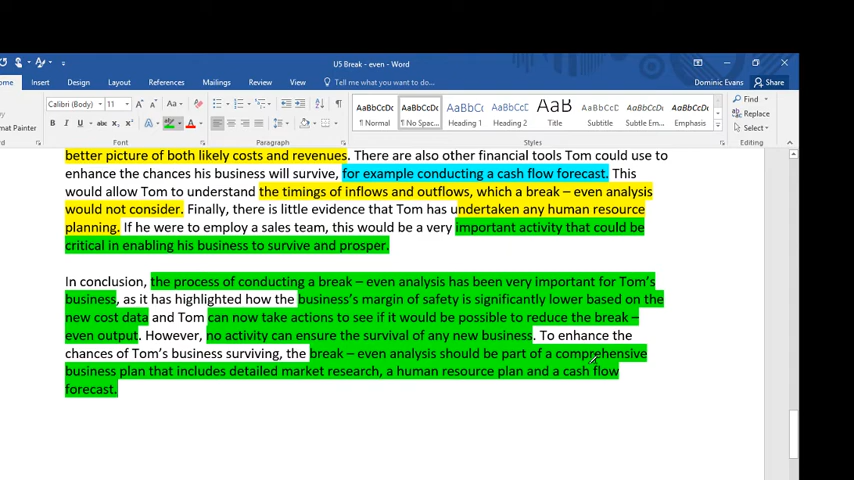 U5 Break - even - Word
ome Insert Design Layout References Mailings Review View Tell me what you want to do... Dominic Evans Share
Calibri (Bodl 11 Aa
AaBbCcDc AaBbCcDc AaBbCc AaBbCcC AaB AaBbCcD AaBbCcDc AaBbCcDc
Find
Replace
Select
mat Painter
B I U abc x₂ x² A
¶ Normal ¶ No Spac... Heading 1 Heading 2 Title Subtitle Subtle Em... Emphasis
Font Paragraph Styles Editing
better picture of both likely costs and revenues. There are also other financial tools Tom could use to
enhance the chances his business will survive, for example conducting a cash flow forecast. This
would allow Tom to understand the timings of inflows and outflows, which a break – even analysis
would not consider. Finally, there is little evidence that Tom has undertaken any human resource
planning. If he were to employ a sales team, this would be a very important activity that could be
critical in enabling his business to survive and prosper.
In conclusion, the process of conducting a break – even analysis has been very important for Tom's
business, as it has highlighted how the business's margin of safety is significantly lower based on the
new cost data and Tom can now take actions to see if it would be possible to reduce the break –
even output. However, no activity can ensure the survival of any new business. To enhance the
chances of Tom's business surviving, the break – even analysis should be part of a comprehensive
business plan that includes detailed market research, a human resource plan and a cash flow
forecast.